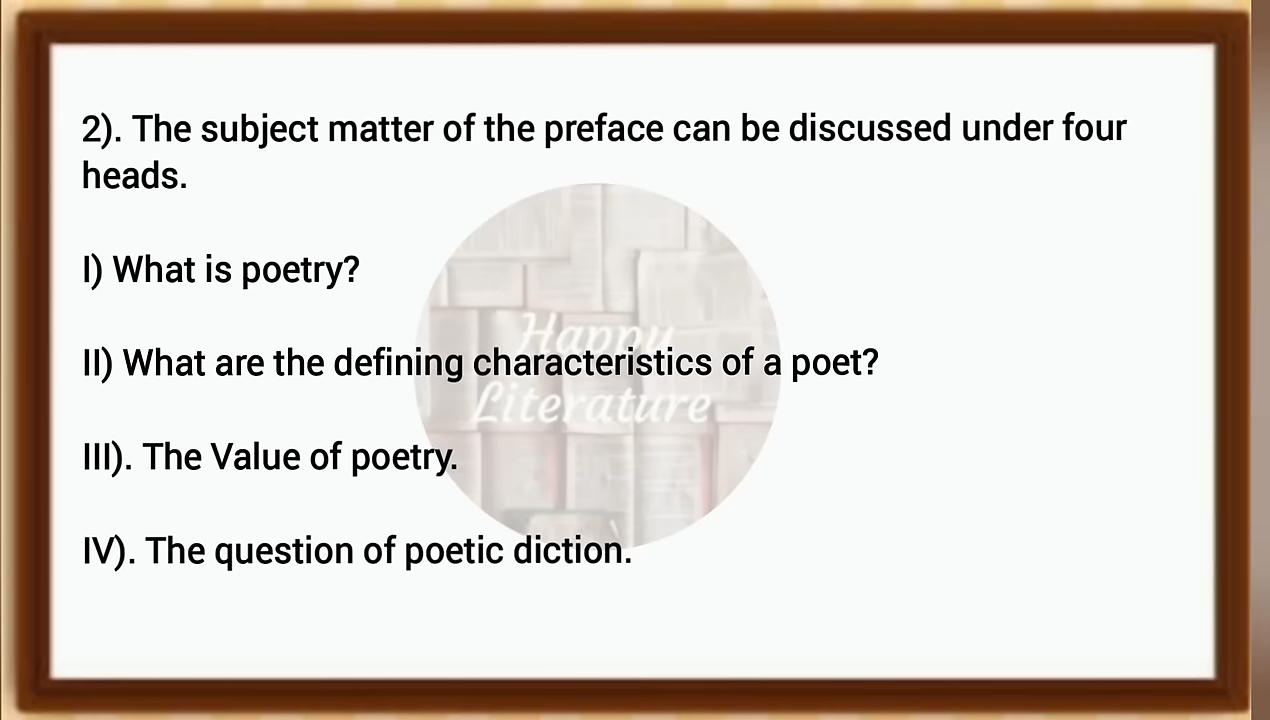 2). The subject matter of the preface can be discussed under four
heads.
I) What is poetry?
Happy
II) What are the defining characteristics of a poet?
Literature
III). The Value of poetry.
IV). The question of poetic diction.